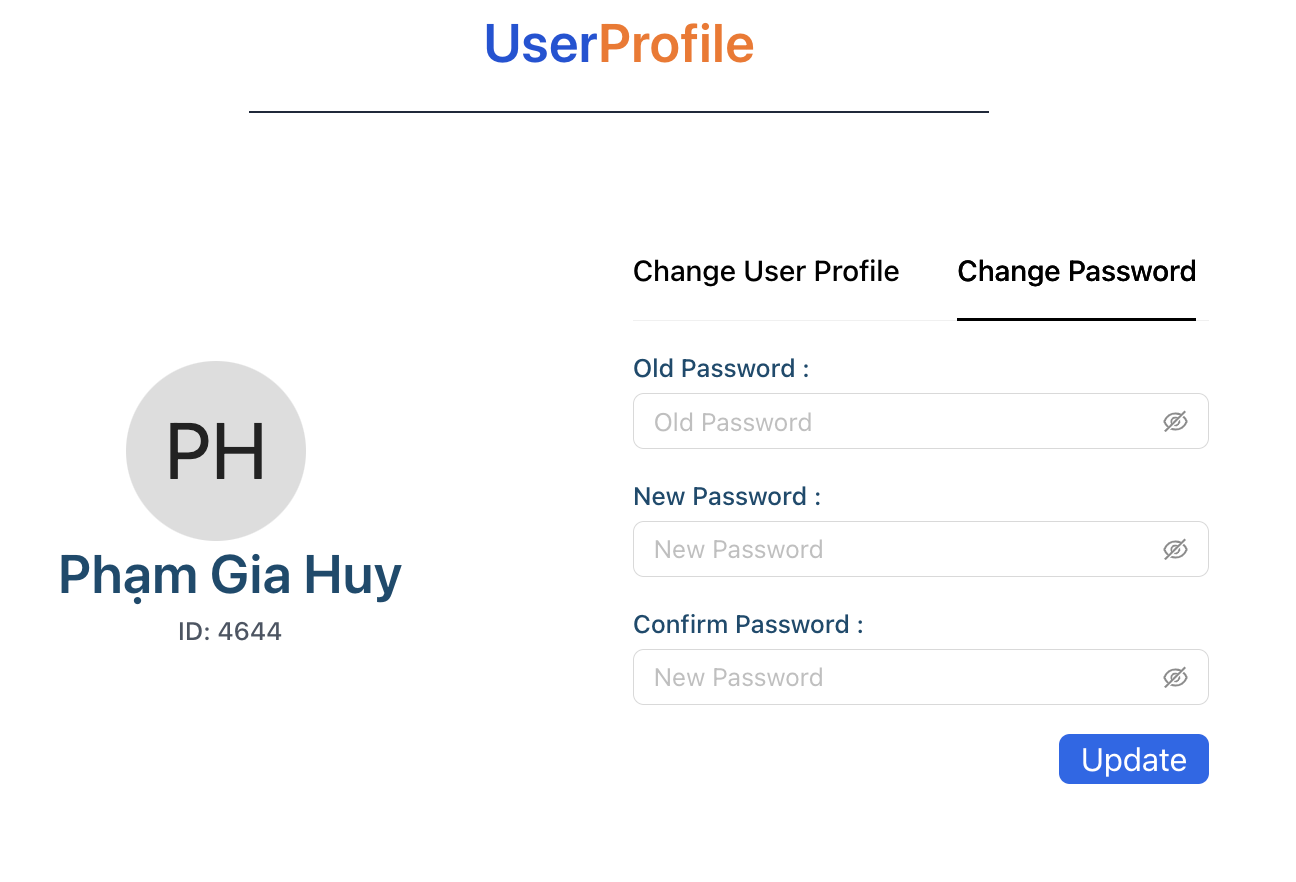 UserProfile
Change User Profile
Change Password
PH
Phạm Gia Huy
ID: 4644
Old Password :
Old Password
New Password :
New Password
Confirm Password :
New Password
Update